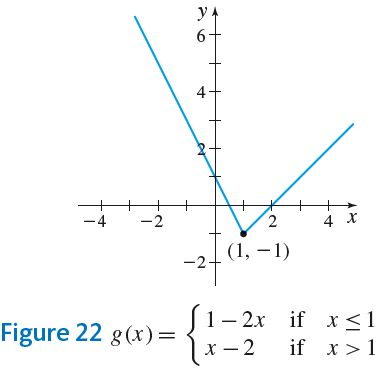 y
6
4
2
-4 -2 2 4 x
(1, −1)
-2
Figure 22 g(x) = { 1 − 2x if x ≤ 1
x − 2 if x > 1